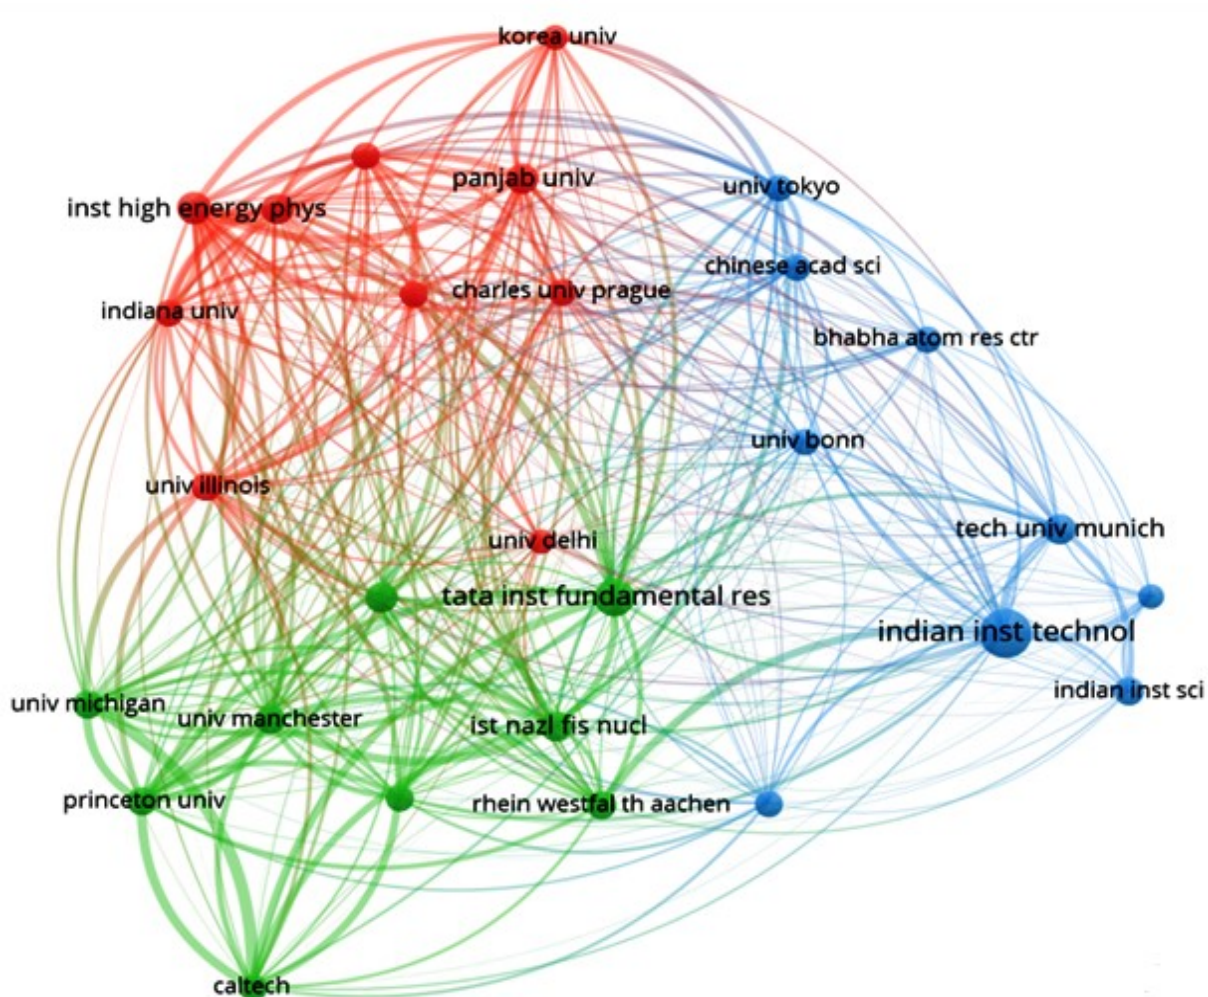 korea univ
panjab univ
univ tokyo
inst high energy phys
chinese acad sci
charles univ prague
indiana univ
bhabha atom res ctr
univ bonn
univ illinois
tech univ munich
univ delhi
tata inst fundamental res
indian inst technol
indian inst sci
univ michigan
univ manchester
ist nazl fis nucl
princeton univ
rhein westfal th aachen
caltech